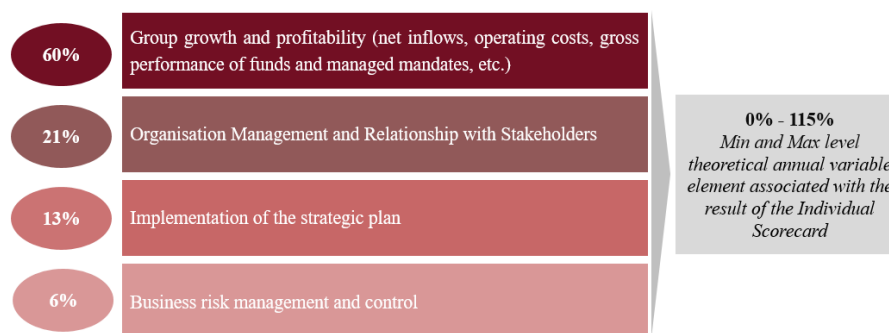 60%
Group growth and profitability (net inflows, operating costs, gross
performance of funds and managed mandates, etc.)
21%
Organisation Management and Relationship with Stakeholders
13%
Implementation of the strategic plan
6%
Business risk management and control
0% - 115%
Min and Max level
theoretical annual variable
element associated with the
result of the Individual
Scorecard